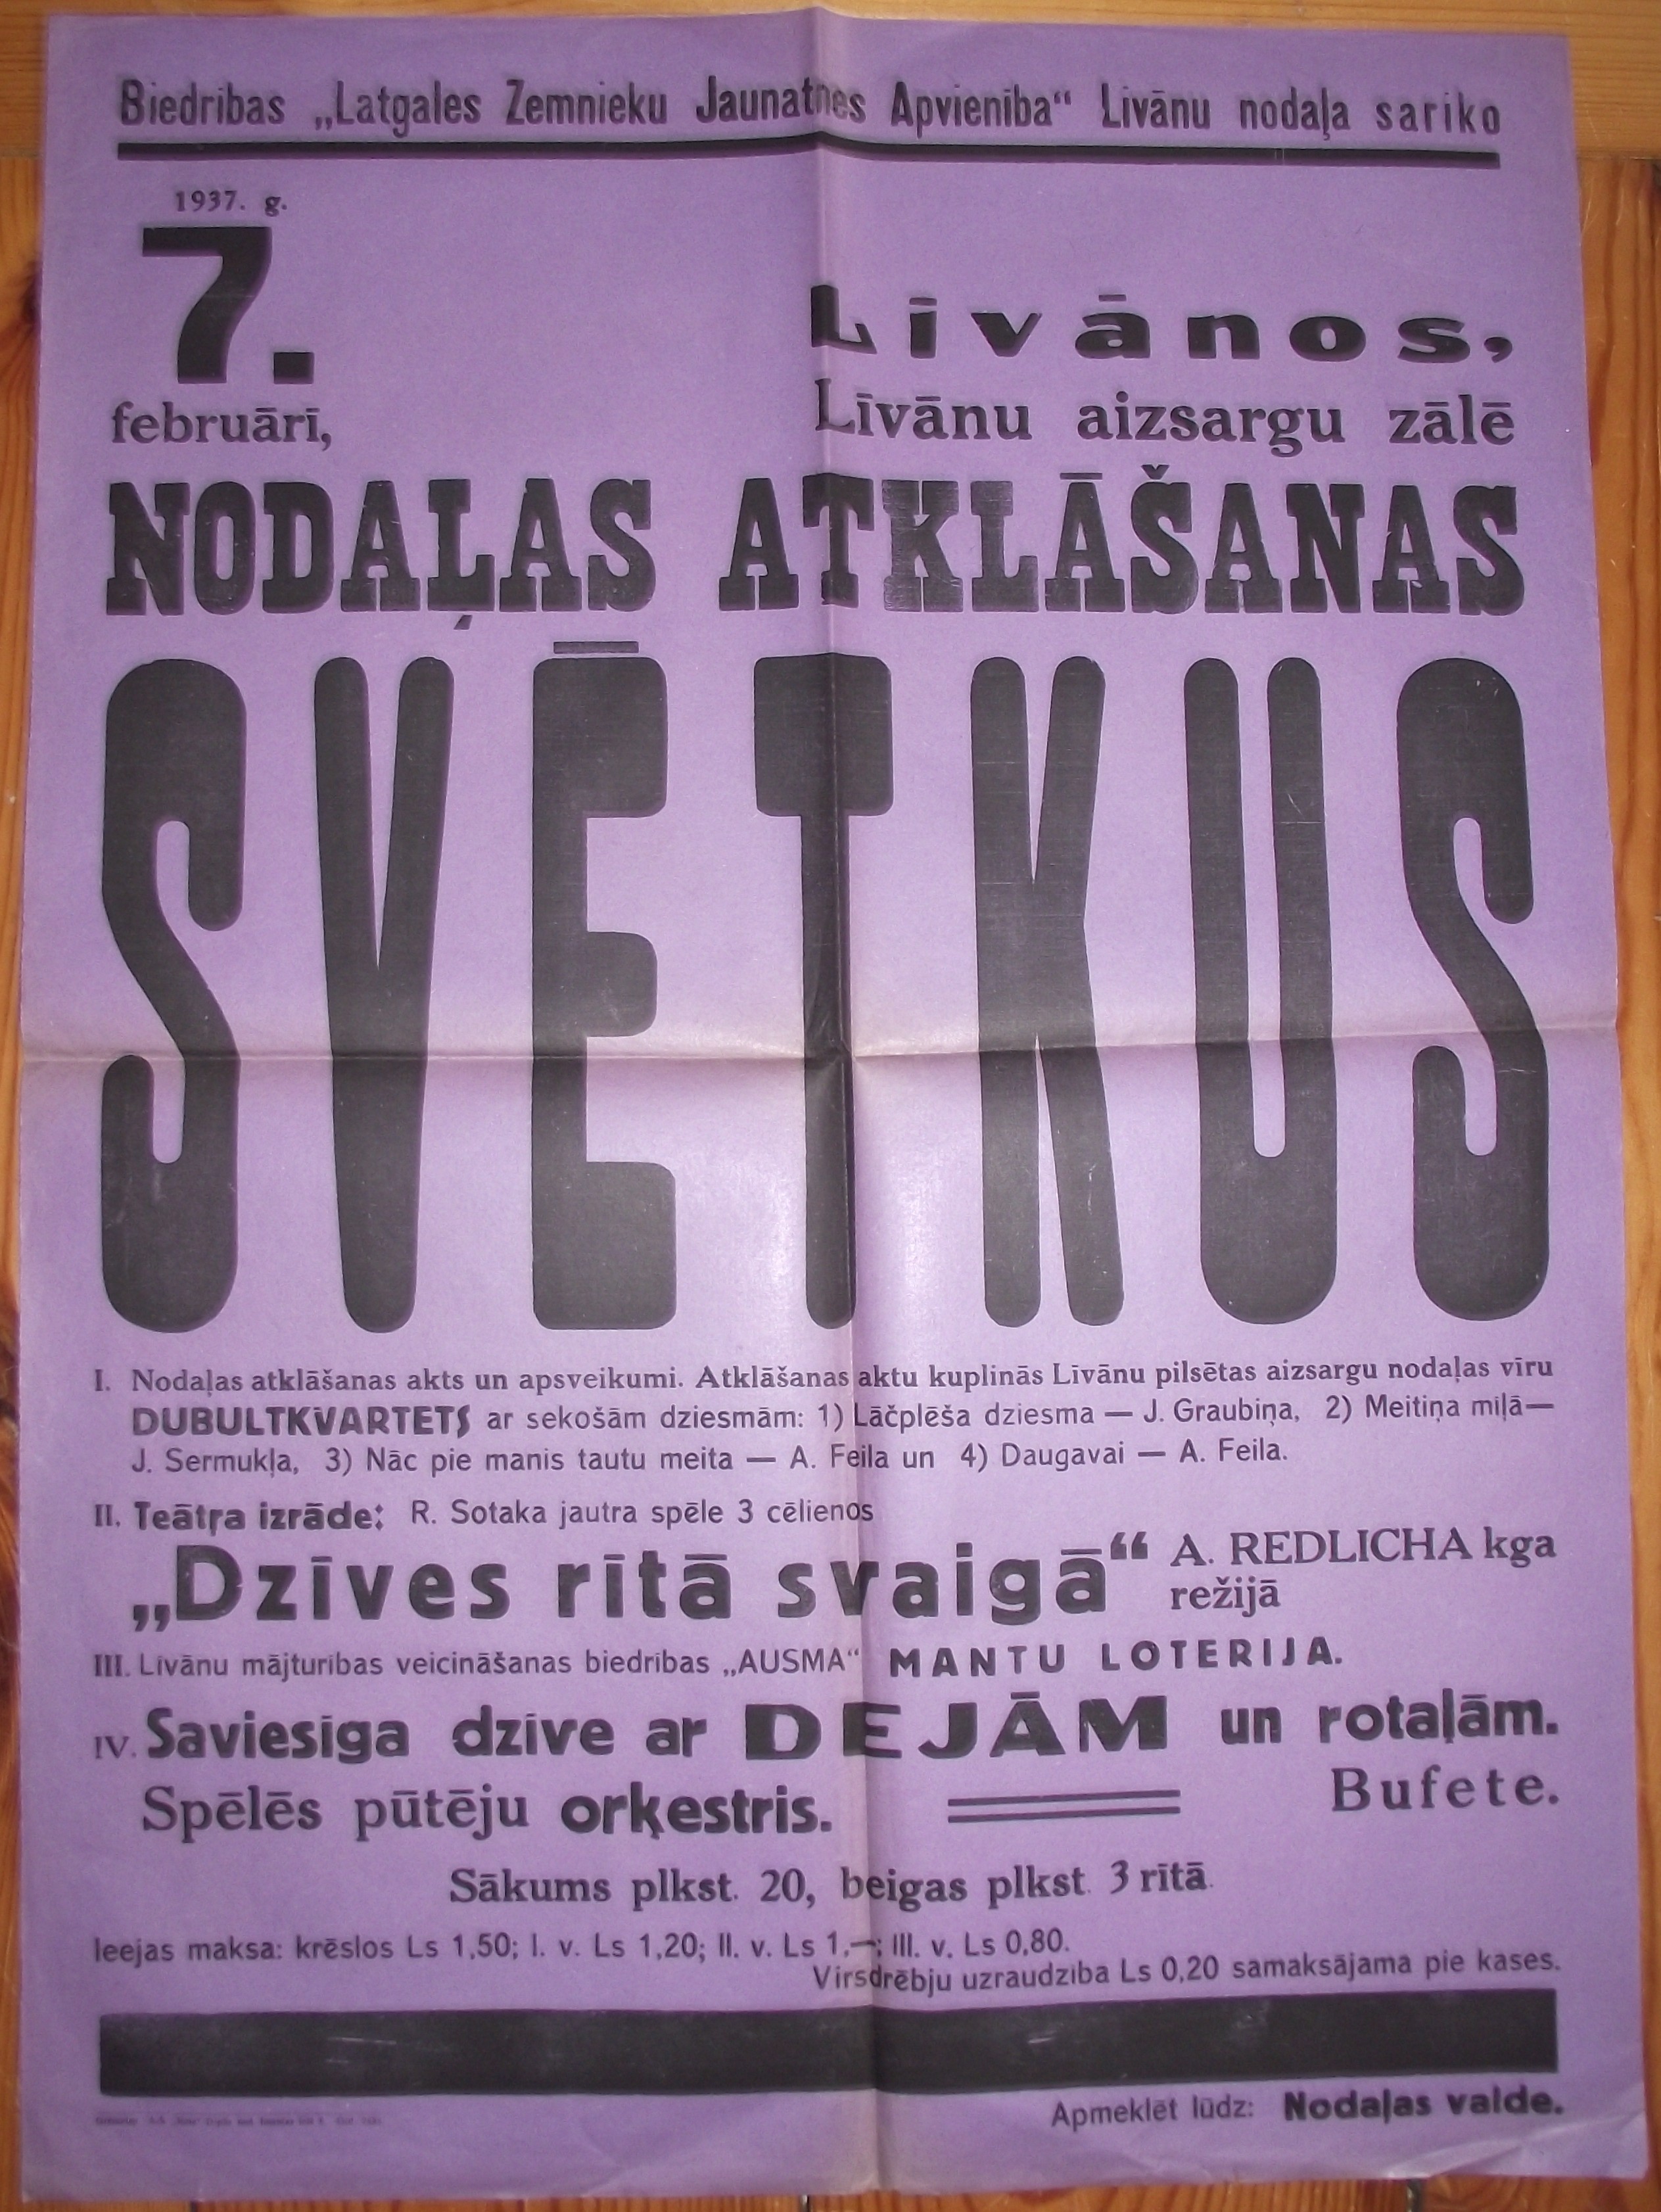 Biedrības „Latgales Zemnieku Jaunatnes Apvienība“ Līvānu nodaļa sarīko
1937. g.
7.
februārī,
Līvānos,
Līvānu aizsargu zālē
NODAĻAS ATKLĀŠANAS
SVĒTKUS
I. Nodaļas atklāšanas akts un apsveikumi. Atklāšanas aktu kuplinās Līvānu pilsētas aizsargu nodaļas vīru
DUBULTKVARTETS ar sekošām dziesmām: 1) Lāčplēša dziesma — J. Graubiņa, 2) Meitiņa miļā—
J. Sermukļa, 3) Nāc pie manis tautu meita — A. Feila un 4) Daugavai — A. Feila.
II. Teātŗa izrāde: R. Sotaka jautra spēle 3 cēlienos
„Dzīves rītā svaigā“ A. REDLICHA kga
režijā
III. Līvānu mājturības veicināšanas biedrības „AUSMA“ MANTU LOTERIJA.
IV. Saviesīga dzīve ar DEJĀM un rotaļām.
Spēlēs pūtēju orķestris. Bufete.
Sākums plkst. 20, beigas plkst. 3 rītā.
Ieejas maksa: krēslos Ls 1,50; I. v. Ls 1,20; II. v. Ls 1,—; III. v. Ls 0,80.
Virsdrēbju uzraudzība Ls 0,20 samaksājama pie kases.
Apmeklēt lūdz: Nodaļas valde.